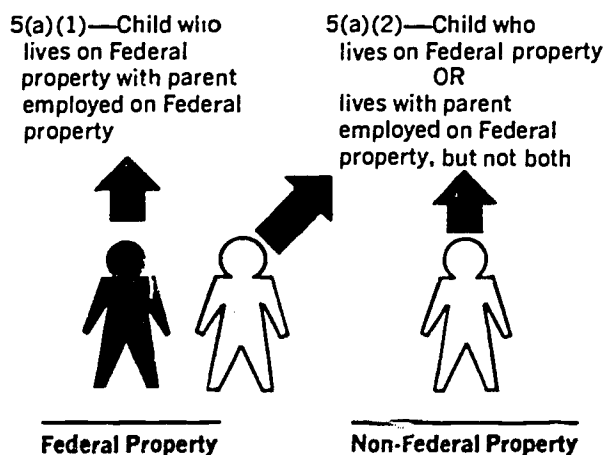 5(a)(1)—Child who
lives on Federal
property with parent
employed on Federal
property
5(a)(2)—Child who
lives on Federal property
OR
lives with parent
employed on Federal
property, but not both
Federal Property
Non-Federal Property